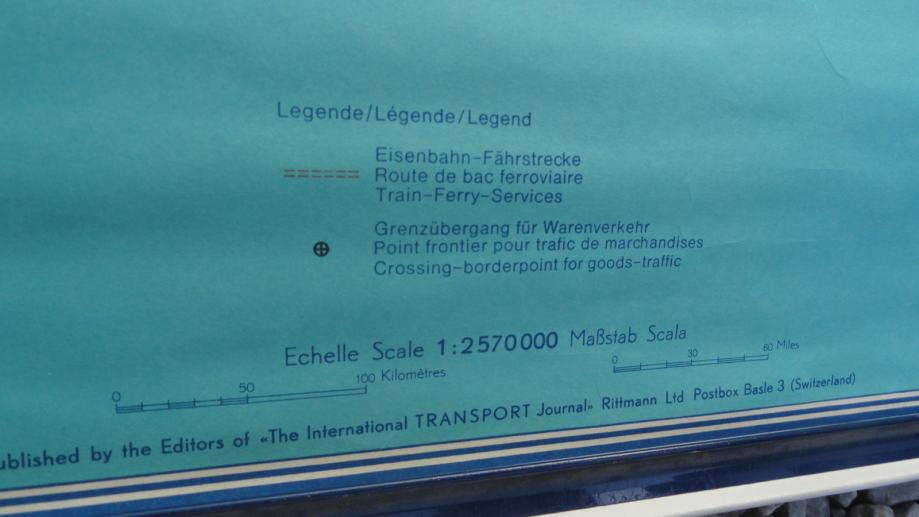 Legende/Légende/Legend
Eisenbahn-Fährstrecke
Route de bac ferroviaire
Train-Ferry-Services
Grenzübergang für Warenverkehr
Point frontier pour trafic de marchandises
Crossing-borderpoint for goods-traffic
Echelle Scale 1:2570000 Maßstab Scala
0 50 100 Kilomètres
0 30 60 Miles
ublished by the Editors of «The International TRANSPORT Journal» Rittmann Ltd Postbox Basle 3 (Switzerland)